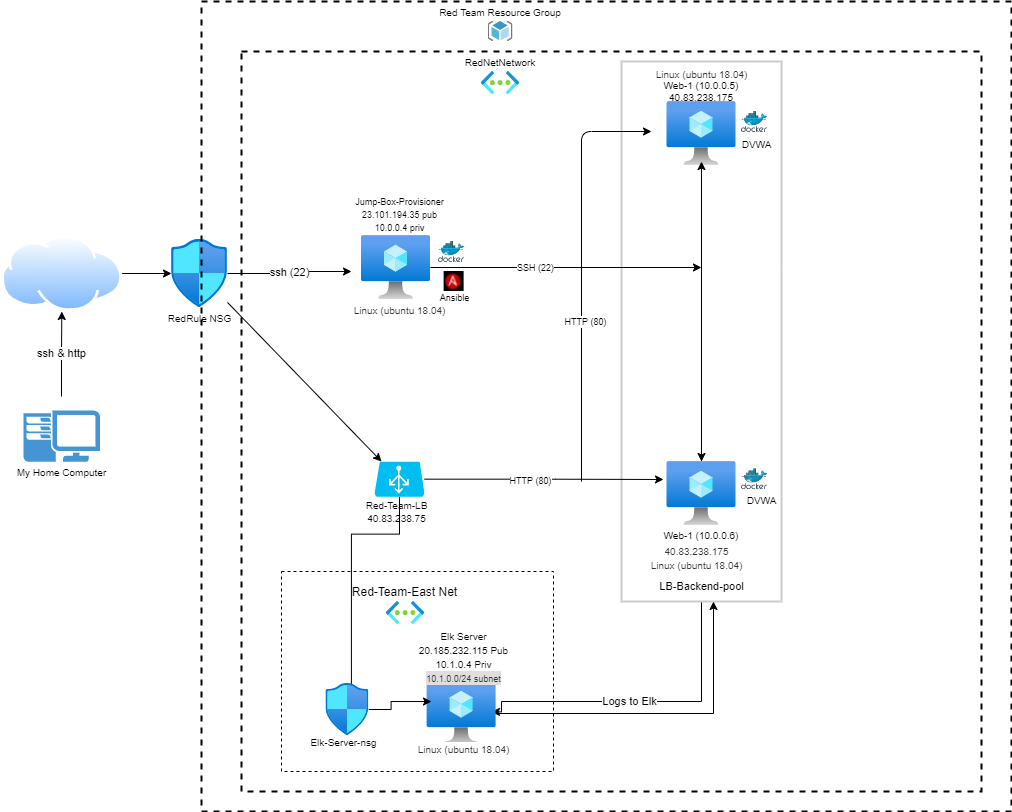 Red Team Resource Group
RedNetNetwork
Linux (ubuntu 18.04)
Web-1 (10.0.0.5)
40.83.238.175
docker
DVWA
Jump-Box-Provisioner
23.101.194.35 pub
10.0.0.4 priv
docker
A
Ansible
Linux (ubuntu 18.04)
ssh (22)
SSH (22)
RedRule NSG
HTTP (80)
ssh & http
My Home Computer
HTTP (80)
Red-Team-LB
40.83.238.75
docker
DVWA
Web-1 (10.0.0.6)
40.83.238.175
Linux (ubuntu 18.04)
LB-Backend-pool
Red-Team-East Net
Elk Server
20.185.232.115 Pub
10.1.0.4 Priv
10.1.0.0/24 subnet
Logs to Elk
Elk-Server-nsg
Linux (ubuntu 18.04)